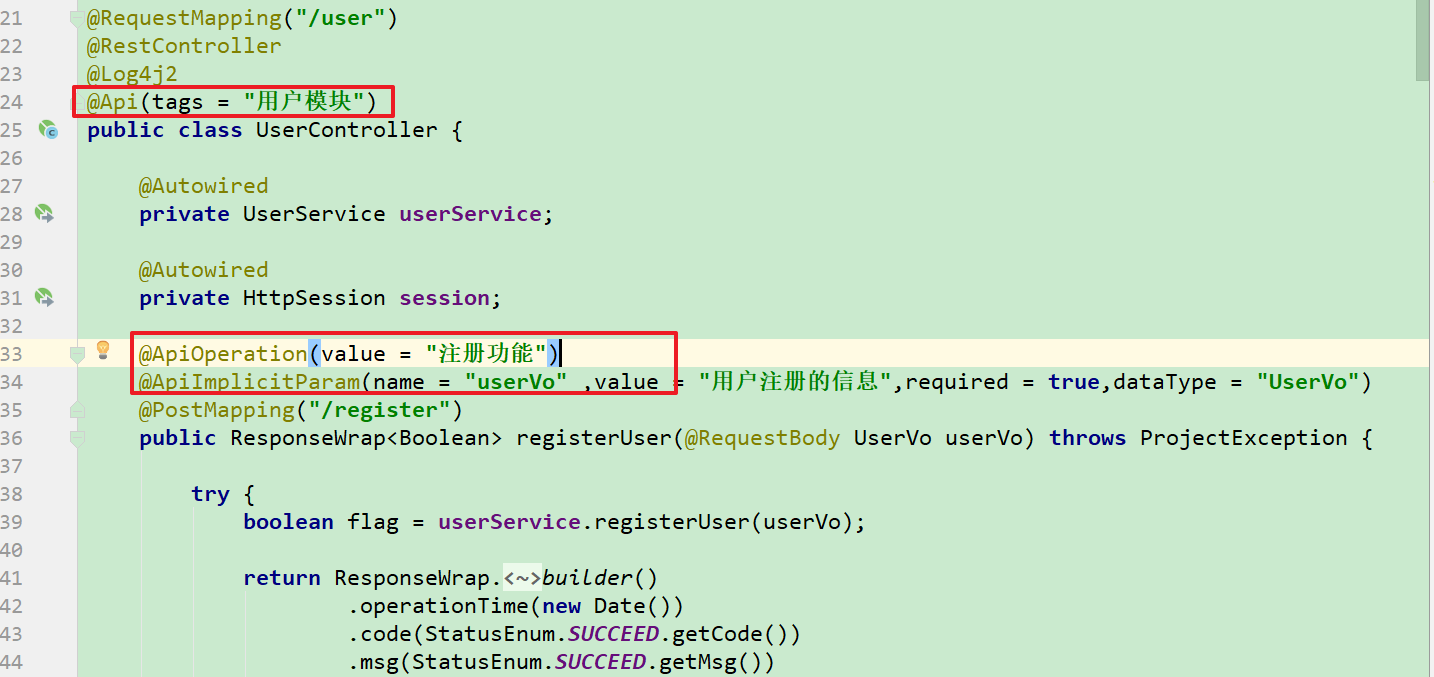 21 @RequestMapping("/user")
22 @RestController
23 @Log4j2
24 @Api(tags = "用户模块")
25 public class UserController {
26
27 @Autowired
28 private UserService userService;
29
30 @Autowired
31 private HttpSession session;
32
33 @ApiOperation(value = "注册功能")
34 @ApiImplicitParam(name = "userVo" ,value = "用户注册的信息",required = true,dataType = "UserVo")
35 @PostMapping("/register")
36 public ResponseWrap<Boolean> registerUser(@RequestBody UserVo userVo) throws ProjectException {
37
38 try {
39 boolean flag = userService.registerUser(userVo);
40
41 return ResponseWrap.<~>builder()
42 .operationTime(new Date())
43 .code(StatusEnum.SUCCEED.getCode())
44 .msg(StatusEnum.SUCCEED.getMsg())